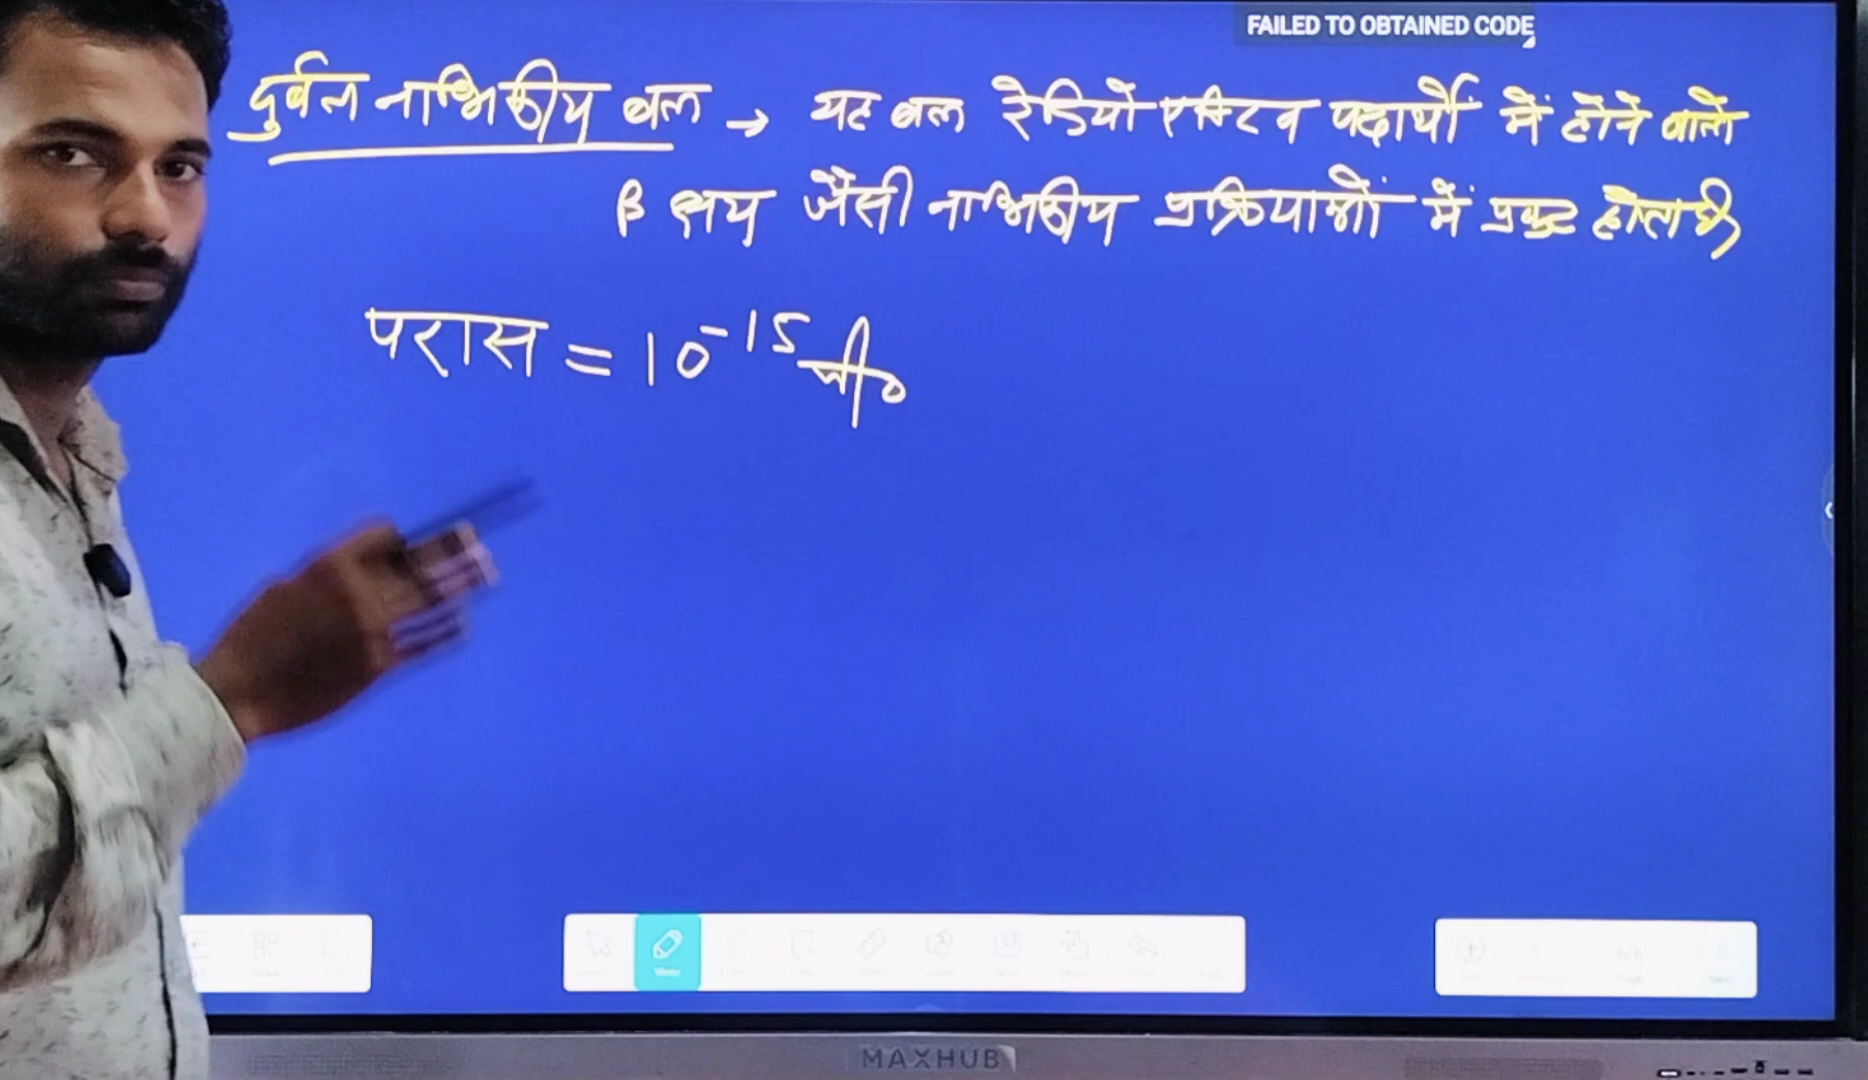 FAILED TO OBTAINED CODE
दुर्बल नाभिकीय बल → यह बल रेडियोएक्टिव पदार्थों में होने वाले
β क्षय जैसी नाभिकीय प्रक्रियाओं में प्रकट होता है
परास = 10⁻¹⁵ मी०
MAXHUB